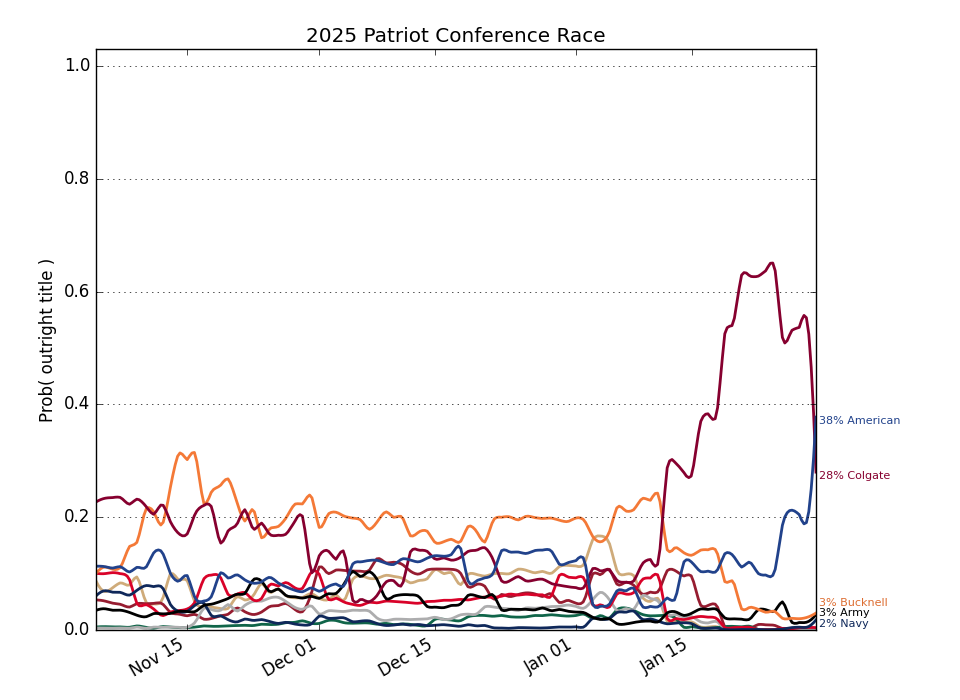 2025 Patriot Conference Race
Prob( outright title )
1.0
0.8
0.6
0.4
0.2
0.0
38% American
28% Colgate
3% Bucknell
3% Army
2% Navy
Nov 15
Dec 01
Dec 15
Jan 01
Jan 15